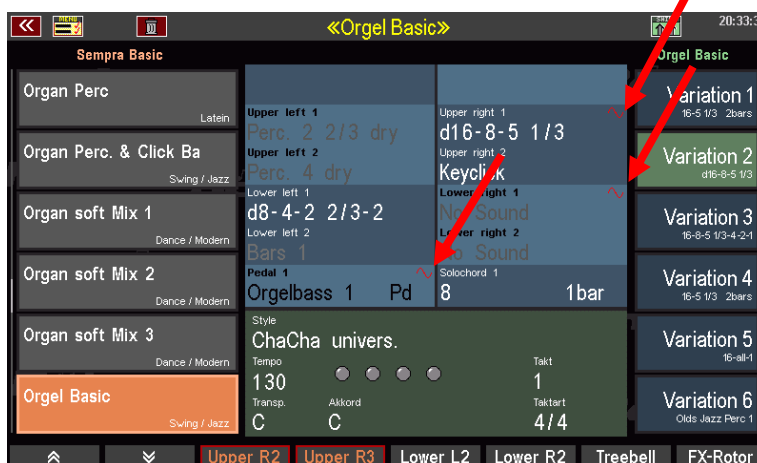 MENU
«Orgel Basic»
20:33:3
Sempra Basic
Orgel Basic
Organ Perc
Latein
Organ Perc. & Click Ba
Swing / Jazz
Organ soft Mix 1
Dance / Modern
Organ soft Mix 2
Dance / Modern
Organ soft Mix 3
Dance / Modern
Orgel Basic
Swing / Jazz
Upper left 1
Perc. 2 2/3 dry
Upper left 2
Perc. 4 dry
Lower left 1
d8-4-2 2/3-2
Lower left 2
Bars 1
Pedal 1
Orgelbass 1 Pd
Upper right 1
d16-8-5 1/3
Upper right 2
Keyclick
Lower right 1
No Sound
Lower right 2
No Sound
Solochord 1
8 1bar
Style
ChaCha univers.
Tempo
130
Takt
1
Transp.
C
Akkord
C
Taktart
4/4
Variation 1
16-5 1/3 2bars
Variation 2
d16-8-5 1/3
Variation 3
16-8-5 1/3-4-2-1
Variation 4
16-5 1/3 2bars
Variation 5
16-all-1
Variation 6
Olds Jazz Perc 1
Upper R2 Upper R3 Lower L2 Lower R2 Treebell FX-Rotor